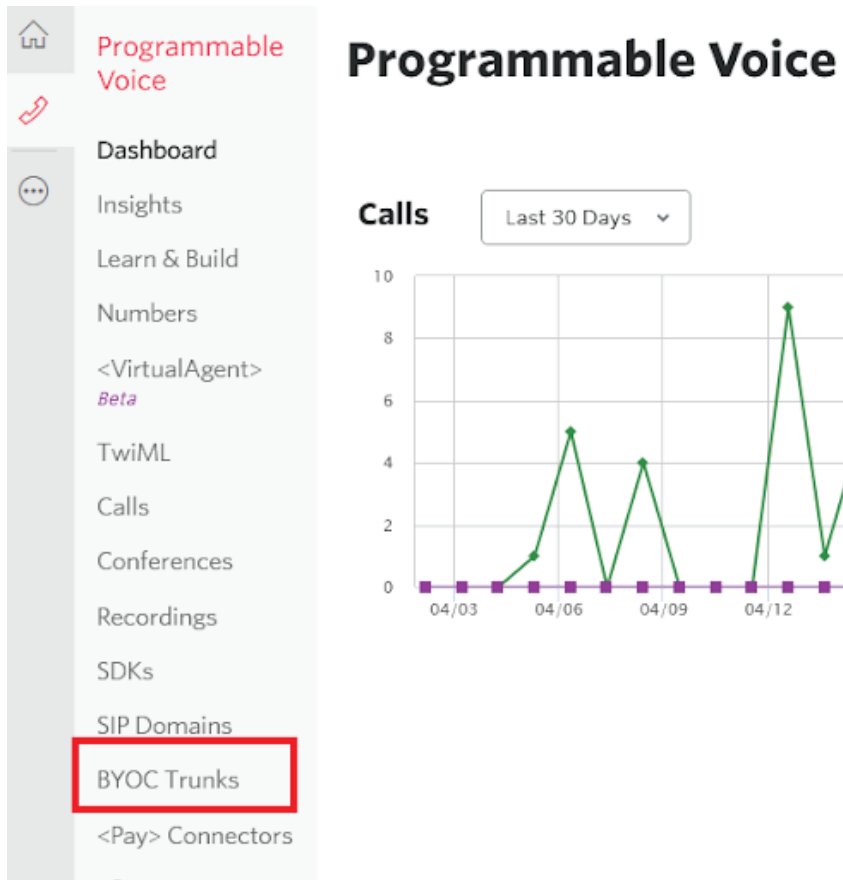 Programmable
Voice
Dashboard
Insights
Learn & Build
Numbers
<VirtualAgent>
Beta
TwiML
Calls
Conferences
Recordings
SDKs
SIP Domains
BYOC Trunks
<Pay> Connectors
Programmable Voice
Calls
Last 30 Days
10
8
6
4
2
0
04/03 04/06 04/09 04/12